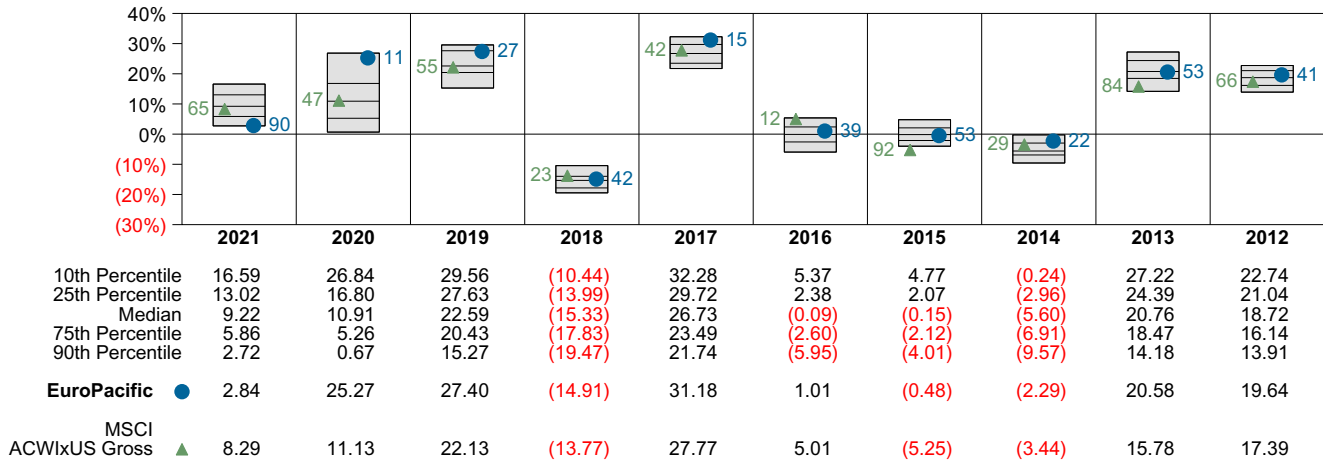 40%
30%
20%
10%
0%
(10%)
(20%)
(30%)
65 90
47 11
55 27
23 42
42 15
12 39
92 53
29 22
84 53
66 41
2021 2020 2019 2018 2017 2016 2015 2014 2013 2012
10th Percentile 16.59 26.84 29.56 (10.44) 32.28 5.37 4.77 (0.24) 27.22 22.74
25th Percentile 13.02 16.80 27.63 (13.99) 29.72 2.38 2.07 (2.96) 24.39 21.04
Median 9.22 10.91 22.59 (15.33) 26.73 (0.09) (0.15) (5.60) 20.76 18.72
75th Percentile 5.86 5.26 20.43 (17.83) 23.49 (2.60) (2.12) (6.91) 18.47 16.14
90th Percentile 2.72 0.67 15.27 (19.47) 21.74 (5.95) (4.01) (9.57) 14.18 13.91
EuroPacific 2.84 25.27 27.40 (14.91) 31.18 1.01 (0.48) (2.29) 20.58 19.64
MSCI
ACWIxUS Gross 8.29 11.13 22.13 (13.77) 27.77 5.01 (5.25) (3.44) 15.78 17.39